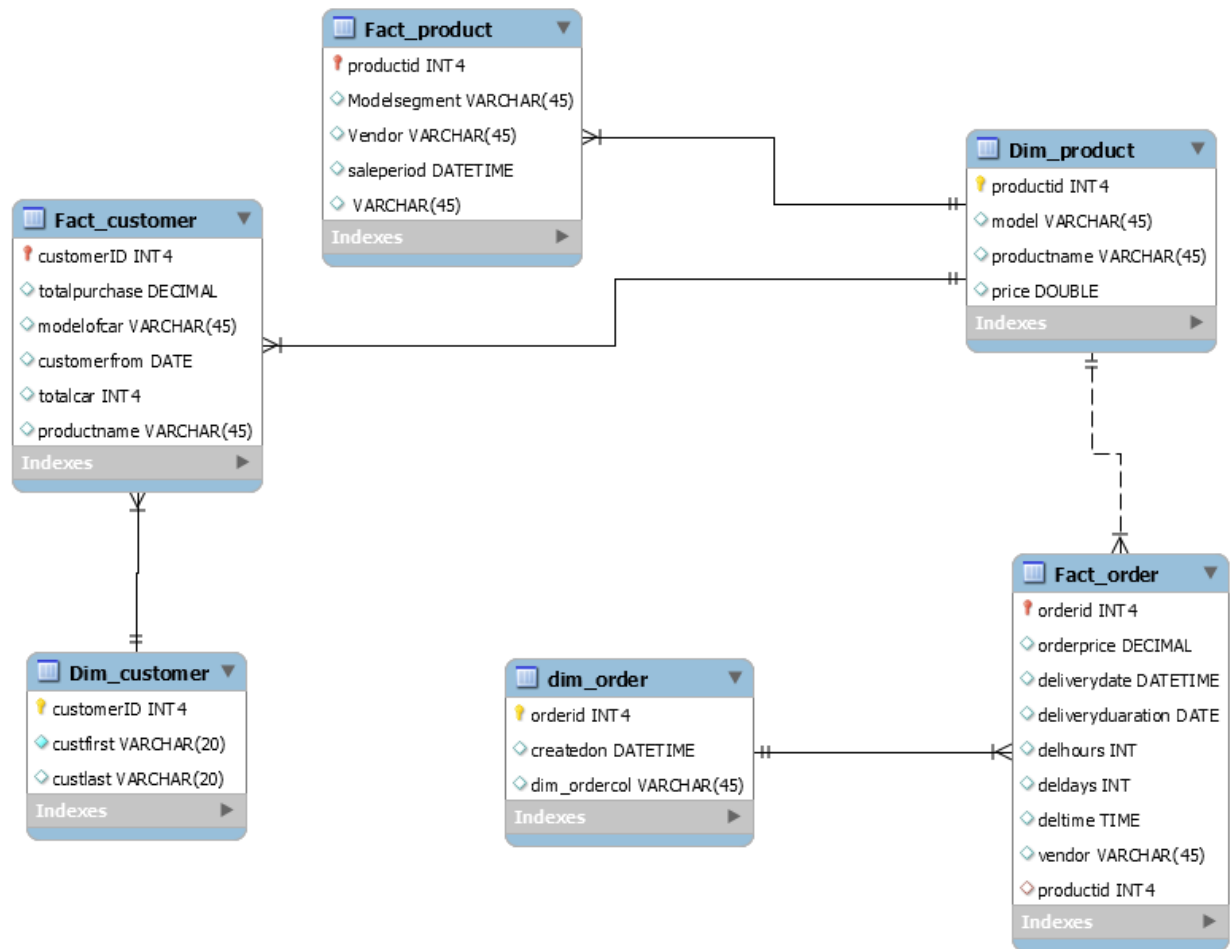 Fact_product
productid INT4
Modelsegment VARCHAR(45)
Vendor VARCHAR(45)
saleperiod DATETIME
VARCHAR(45)
Indexes
Dim_product
productid INT4
model VARCHAR(45)
productname VARCHAR(45)
price DOUBLE
Indexes
Fact_customer
customerID INT4
totalpurchase DECIMAL
modelofcar VARCHAR(45)
customerfrom DATE
totalcar INT4
productname VARCHAR(45)
Indexes
Fact_order
orderid INT4
orderprice DECIMAL
deliverydate DATETIME
deliveryduaration DATE
delhours INT
deldays INT
deltime TIME
vendor VARCHAR(45)
productid INT4
Indexes
Dim_customer
customerID INT4
custfirst VARCHAR(20)
custlast VARCHAR(20)
Indexes
dim_order
orderid INT4
createdon DATETIME
dim_ordercol VARCHAR(45)
Indexes